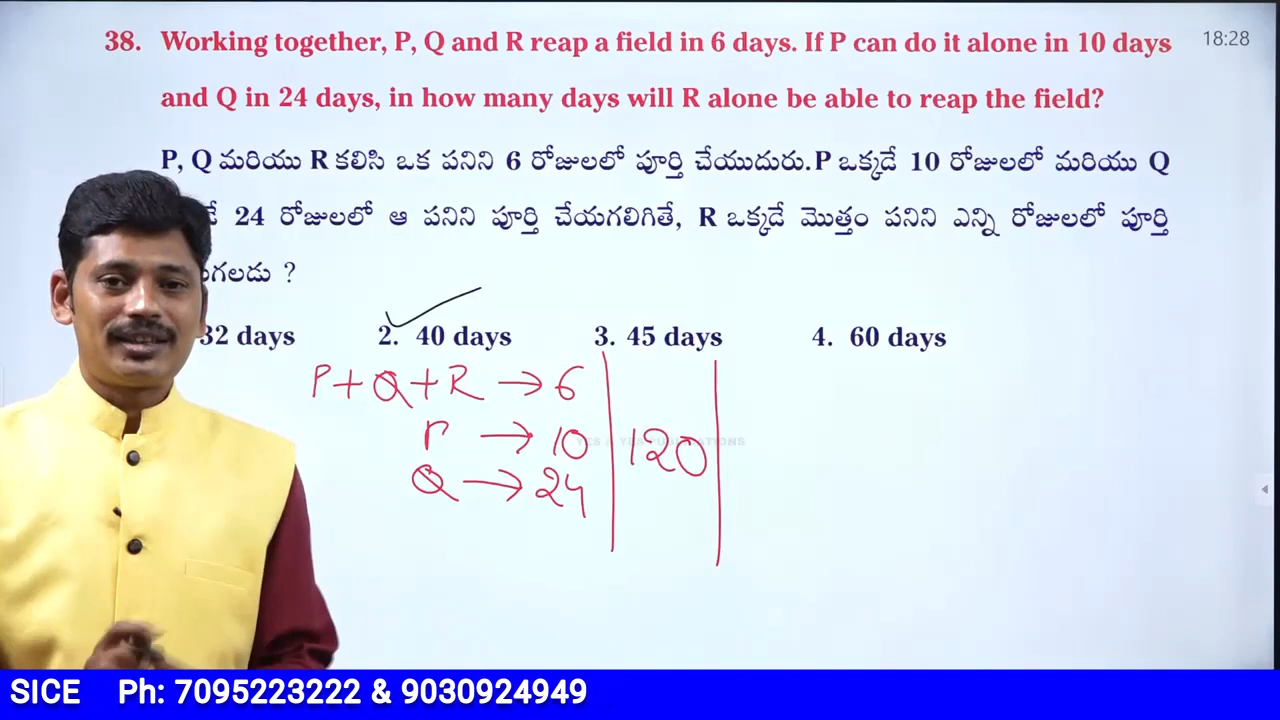 38. Working together, P, Q and R reap a field in 6 days. If P can do it alone in 10 days
18:28
and Q in 24 days, in how many days will R alone be able to reap the field?
P, Q మరియు R కలిసి ఒక పనిని 6 రోజులలో పూర్తి చేయుదురు. P ఒక్కడే 10 రోజులలో మరియు Q
24 రోజులలో ఆ పనిని పూర్తి చేయగలిగితే, R ఒక్కడే మొత్తం పనిని ఎన్ని రోజులలో పూర్తి
?
32 days 2. 40 days 3. 45 days 4. 60 days
P+Q+R → 6
P → 10 120
YES & YES PUBLICATIONS
Q → 24
SICE Ph: 7095223222 & 9030924949